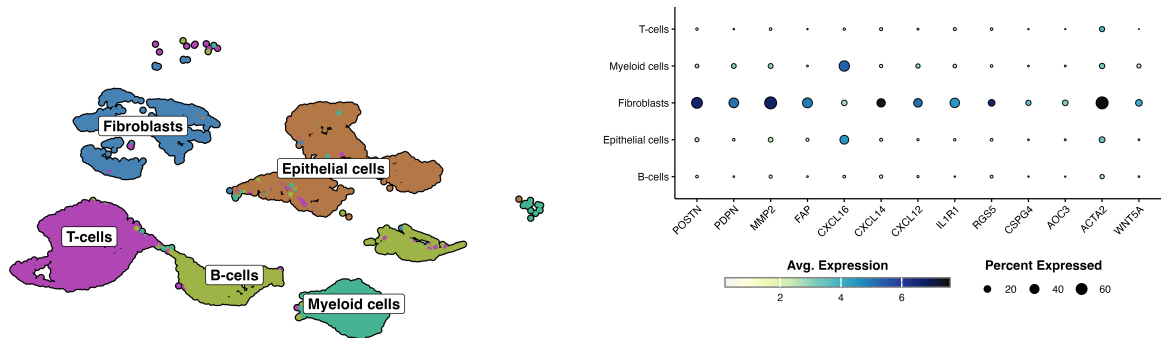 Fibroblasts
Epithelial cells
T-cells
B-cells
Myeloid cells
T-cells
Myeloid cells
Fibroblasts
Epithelial cells
B-cells
POSTN
PDPN
MMP2
FAP
CXCL16
CXCL14
CXCL12
IL1R1
RGS5
CSPG4
AOC3
ACTA2
WNT5A
Avg. Expression
2 4 6
Percent Expressed
20 40 60